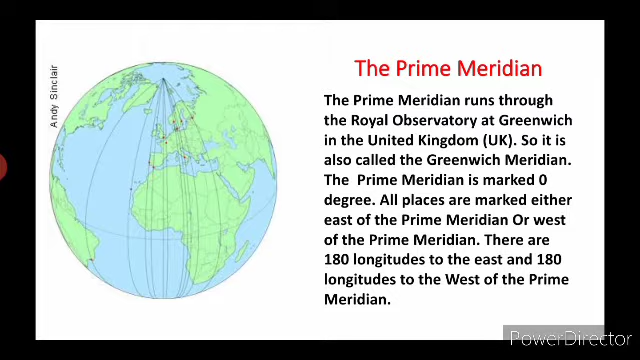 Andy Sinclair
The Prime Meridian
The Prime Meridian runs through
the Royal Observatory at Greenwich
in the United Kingdom (UK). So it is
also called the Greenwich Meridian.
The Prime Meridian is marked 0
degree. All places are marked either
east of the Prime Meridian Or west
of the Prime Meridian. There are
180 longitudes to the east and 180
longitudes to the West of the Prime
Meridian.
PowerDirector